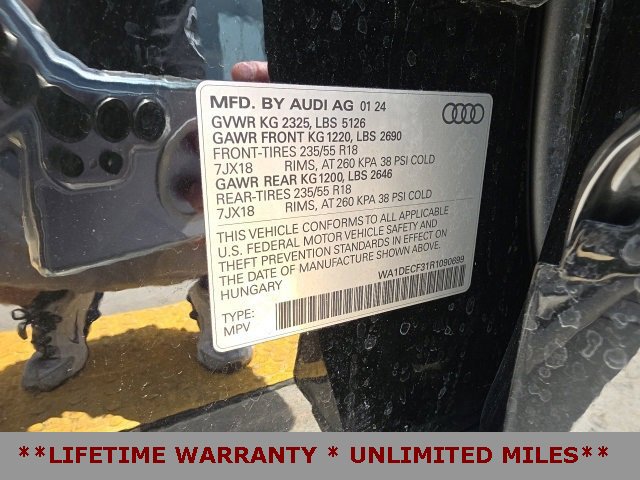 MFD. BY AUDI AG 01 24
GVWR KG 2325, LBS 5126
GAWR FRONT KG 1220, LBS 2690
FRONT-TIRES 235/55 R18
7JX18 RIMS, AT 260 KPA 38 PSI COLD
GAWR REAR KG 1200, LBS 2646
REAR-TIRES 235/55 R18
7JX18 RIMS, AT 260 KPA 38 PSI COLD
THIS VEHICLE CONFORMS TO ALL APPLICABLE
U.S. FEDERAL MOTOR VEHICLE SAFETY AND
THEFT PREVENTION STANDARDS IN EFFECT ON
THE DATE OF MANUFACTURE SHOWN ABOVE.
HUNGARY WA1DECF31R1090699
TYPE:
MPV
**LIFETIME WARRANTY * UNLIMITED MILES**